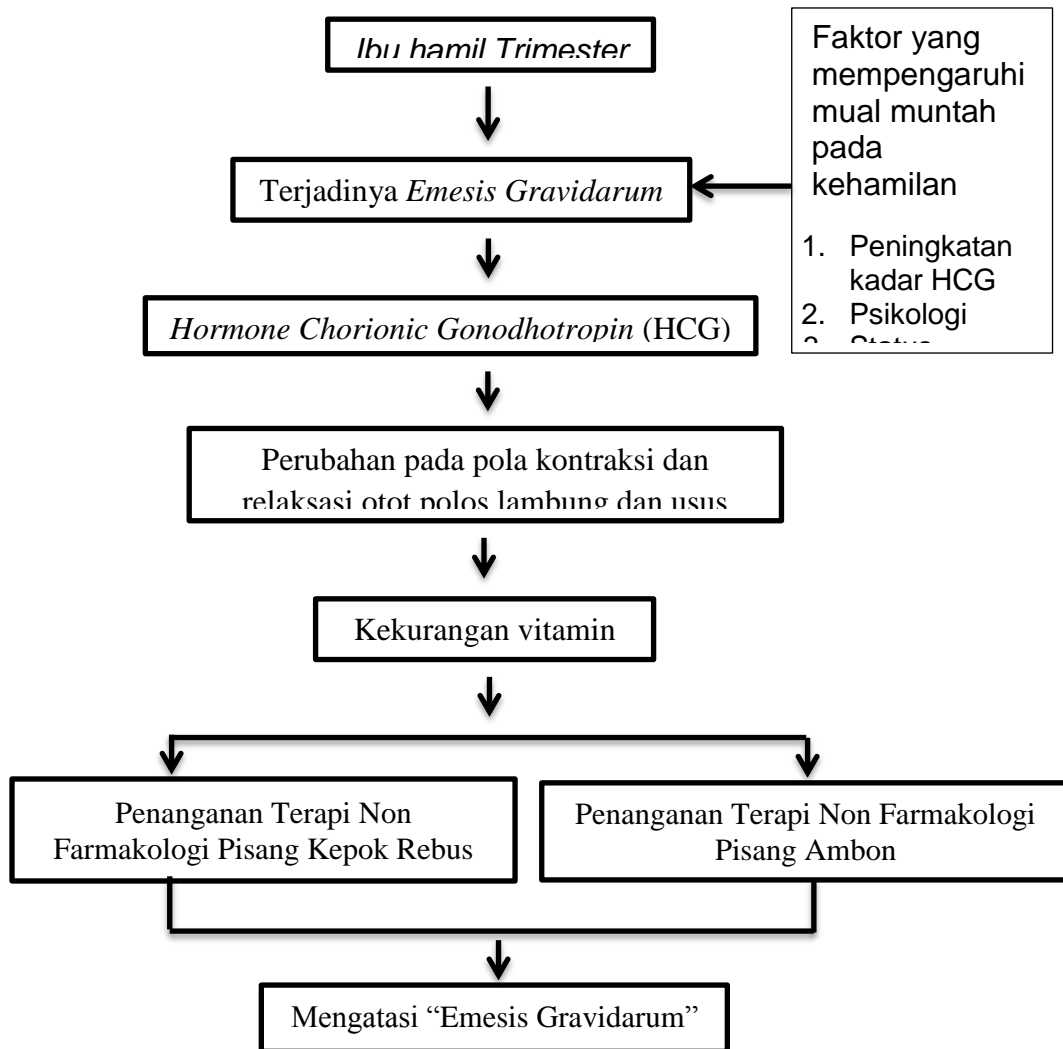 Ibu hamil Trimester
Faktor yang
mempengaruhi
mual muntah
pada
kehamilan
1. Peningkatan
kadar HCG
2. Psikologi
3. Status
Terjadinya Emesis Gravidarum
Hormone Chorionic Gonodhotropin (HCG)
Perubahan pada pola kontraksi dan
relaksasi otot polos lambung dan usus
Kekurangan vitamin
Penanganan Terapi Non
Farmakologi Pisang Kepok Rebus
Penanganan Terapi Non Farmakologi
Pisang Ambon
Mengatasi “Emesis Gravidarum”